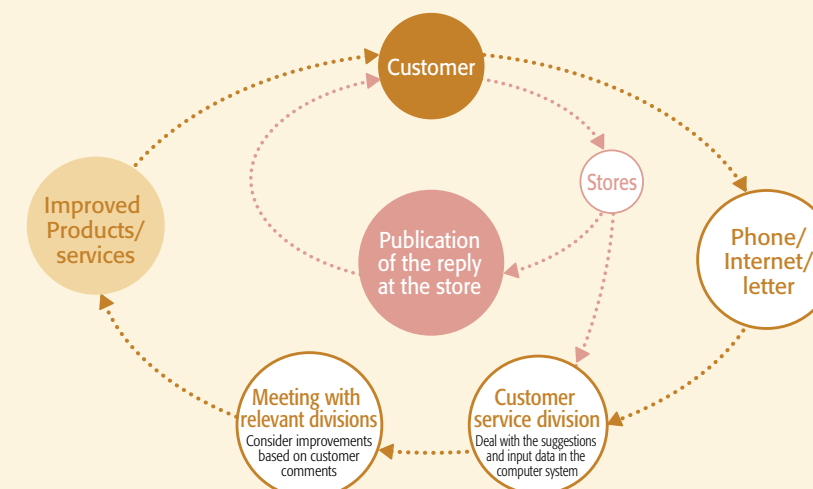 Customer
Stores
Improved
Products/
services
Publication
of the reply
at the store
Phone/
Internet/
letter
Meeting with
relevant divisions
Consider improvements
based on customer
comments
Customer
service division
Deal with the suggestions
and input data in the
computer system